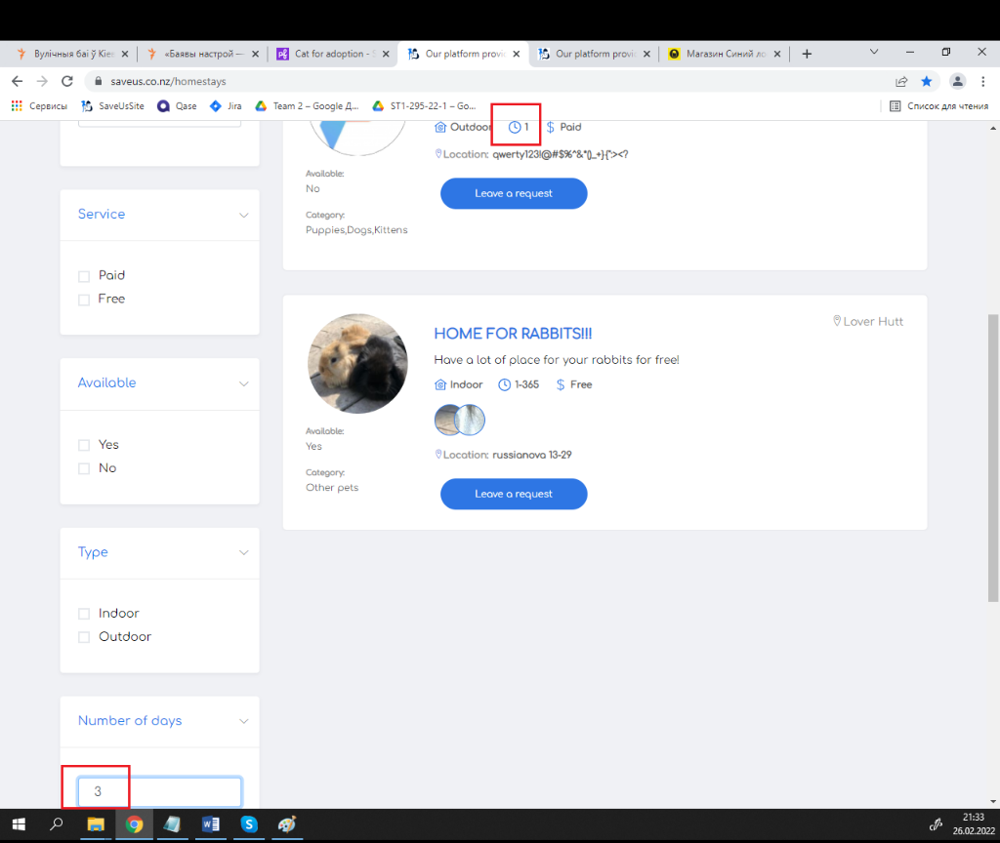 Вулічныя баі ў Кіев
«Баявы настрой —
Cat for adoption - S
Our platform provid
Our platform provid
Магазин Синий ло
saveus.co.nz/homestays
Сервисы
SaveUsSite
Qase
Jira
Team 2 – Google Д...
ST1-295-22-1 – Go...
Список для чтения
Outdoor
1
$ Paid
Location: qwerty123!@#$%^&*()_+}{":><?
Available:
No
Leave a request
Category:
Puppies,Dogs,Kittens
Service
Paid
Free
Available
Yes
No
Type
Indoor
Outdoor
Number of days
3
HOME FOR RABBITS!!!
Lover Hutt
Have a lot of place for your rabbits for free!
Indoor
1-365
$ Free
Available:
Yes
Location: russianova 13-29
Category:
Other pets
Leave a request
21:33
26.02.2022